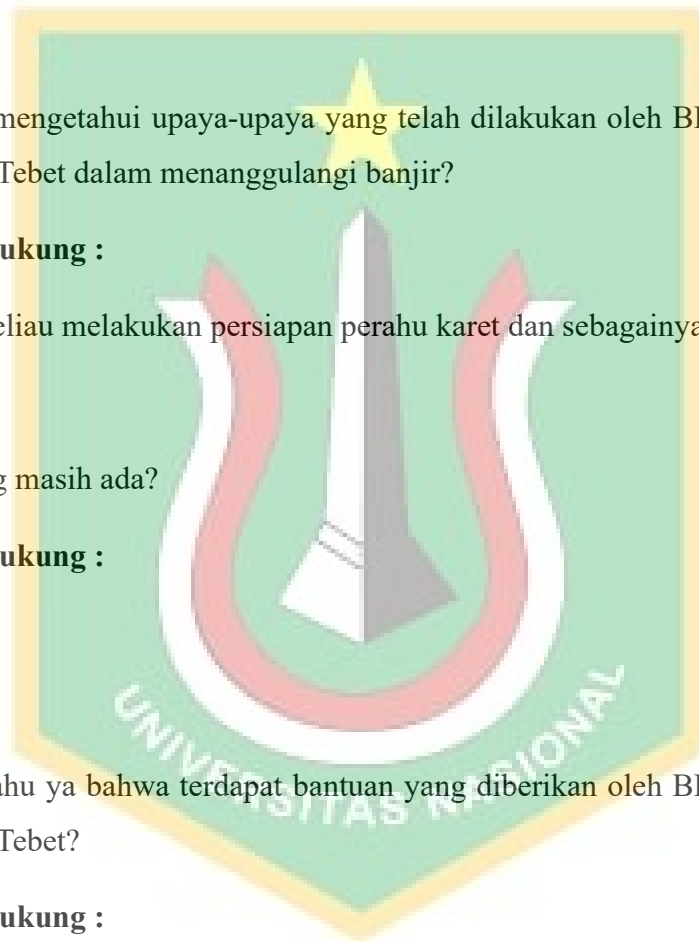 mengetahui upaya-upaya yang telah dilakukan oleh
Tebet dalam menanggulangi banjir?
ukung :
eliau melakukan persiapan perahu karet dan sebagainya
masih ada?
ukung :
UNIVERSITAS NASIONAL
ahu ya bahwa terdapat bantuan yang diberikan oleh
Tebet?
ukung :